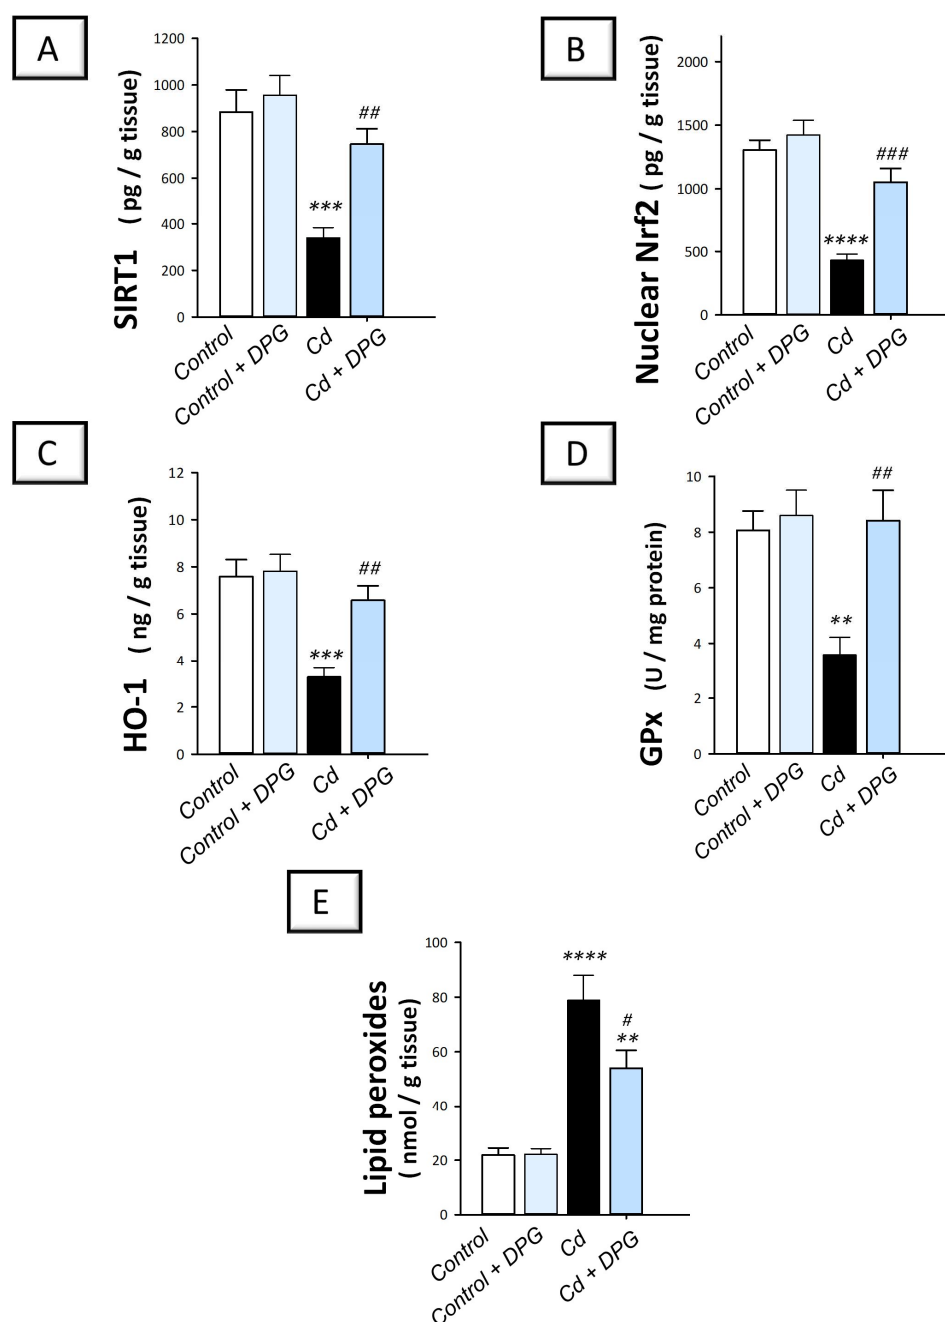 A
SIRT1 ( pg / g tissue)
1200
1000
800
600
400
200
0
##
***
Control
Control + DPG
Cd
Cd + DPG
B
Nuclear Nrf2 ( pg / g tissue)
2000
1500
1000
500
0
###
****
Control
Control + DPG
Cd
Cd + DPG
C
HO-1 ( ng / g tissue)
12
10
8
6
4
2
0
##
***
Control
Control + DPG
Cd
Cd + DPG
D
GPx (U / mg protein)
10
8
6
4
2
0
##
**
Control
Control + DPG
Cd
Cd + DPG
E
Lipid peroxides
( nmol / g tissue)
100
80
60
40
20
0
****
#
**
Control
Control + DPG
Cd
Cd + DPG